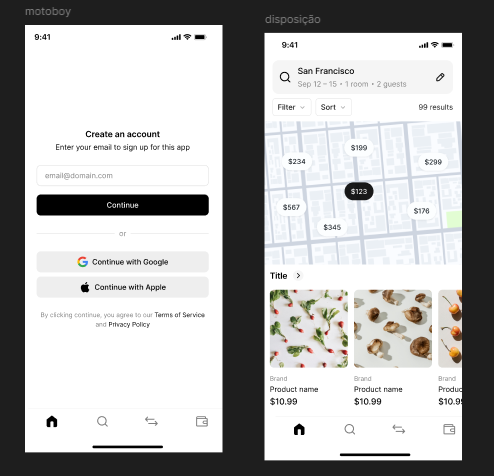 motoboy
9:41
Create an account
Enter your email to sign up for this app
email@domain.com
Continue
or
Continue with Google
Continue with Apple
By clicking continue, you agree to our Terms of Service
and Privacy Policy
disposição
9:41
San Francisco
Sep 12 – 15 • 1 room • 2 guests
Filter
Sort
99 results
$199
$234
$299
$123
$567
$176
$345
Title
Brand
Product name
$10.99
Brand
Product name
$10.99
Brand
Produc
$10.9